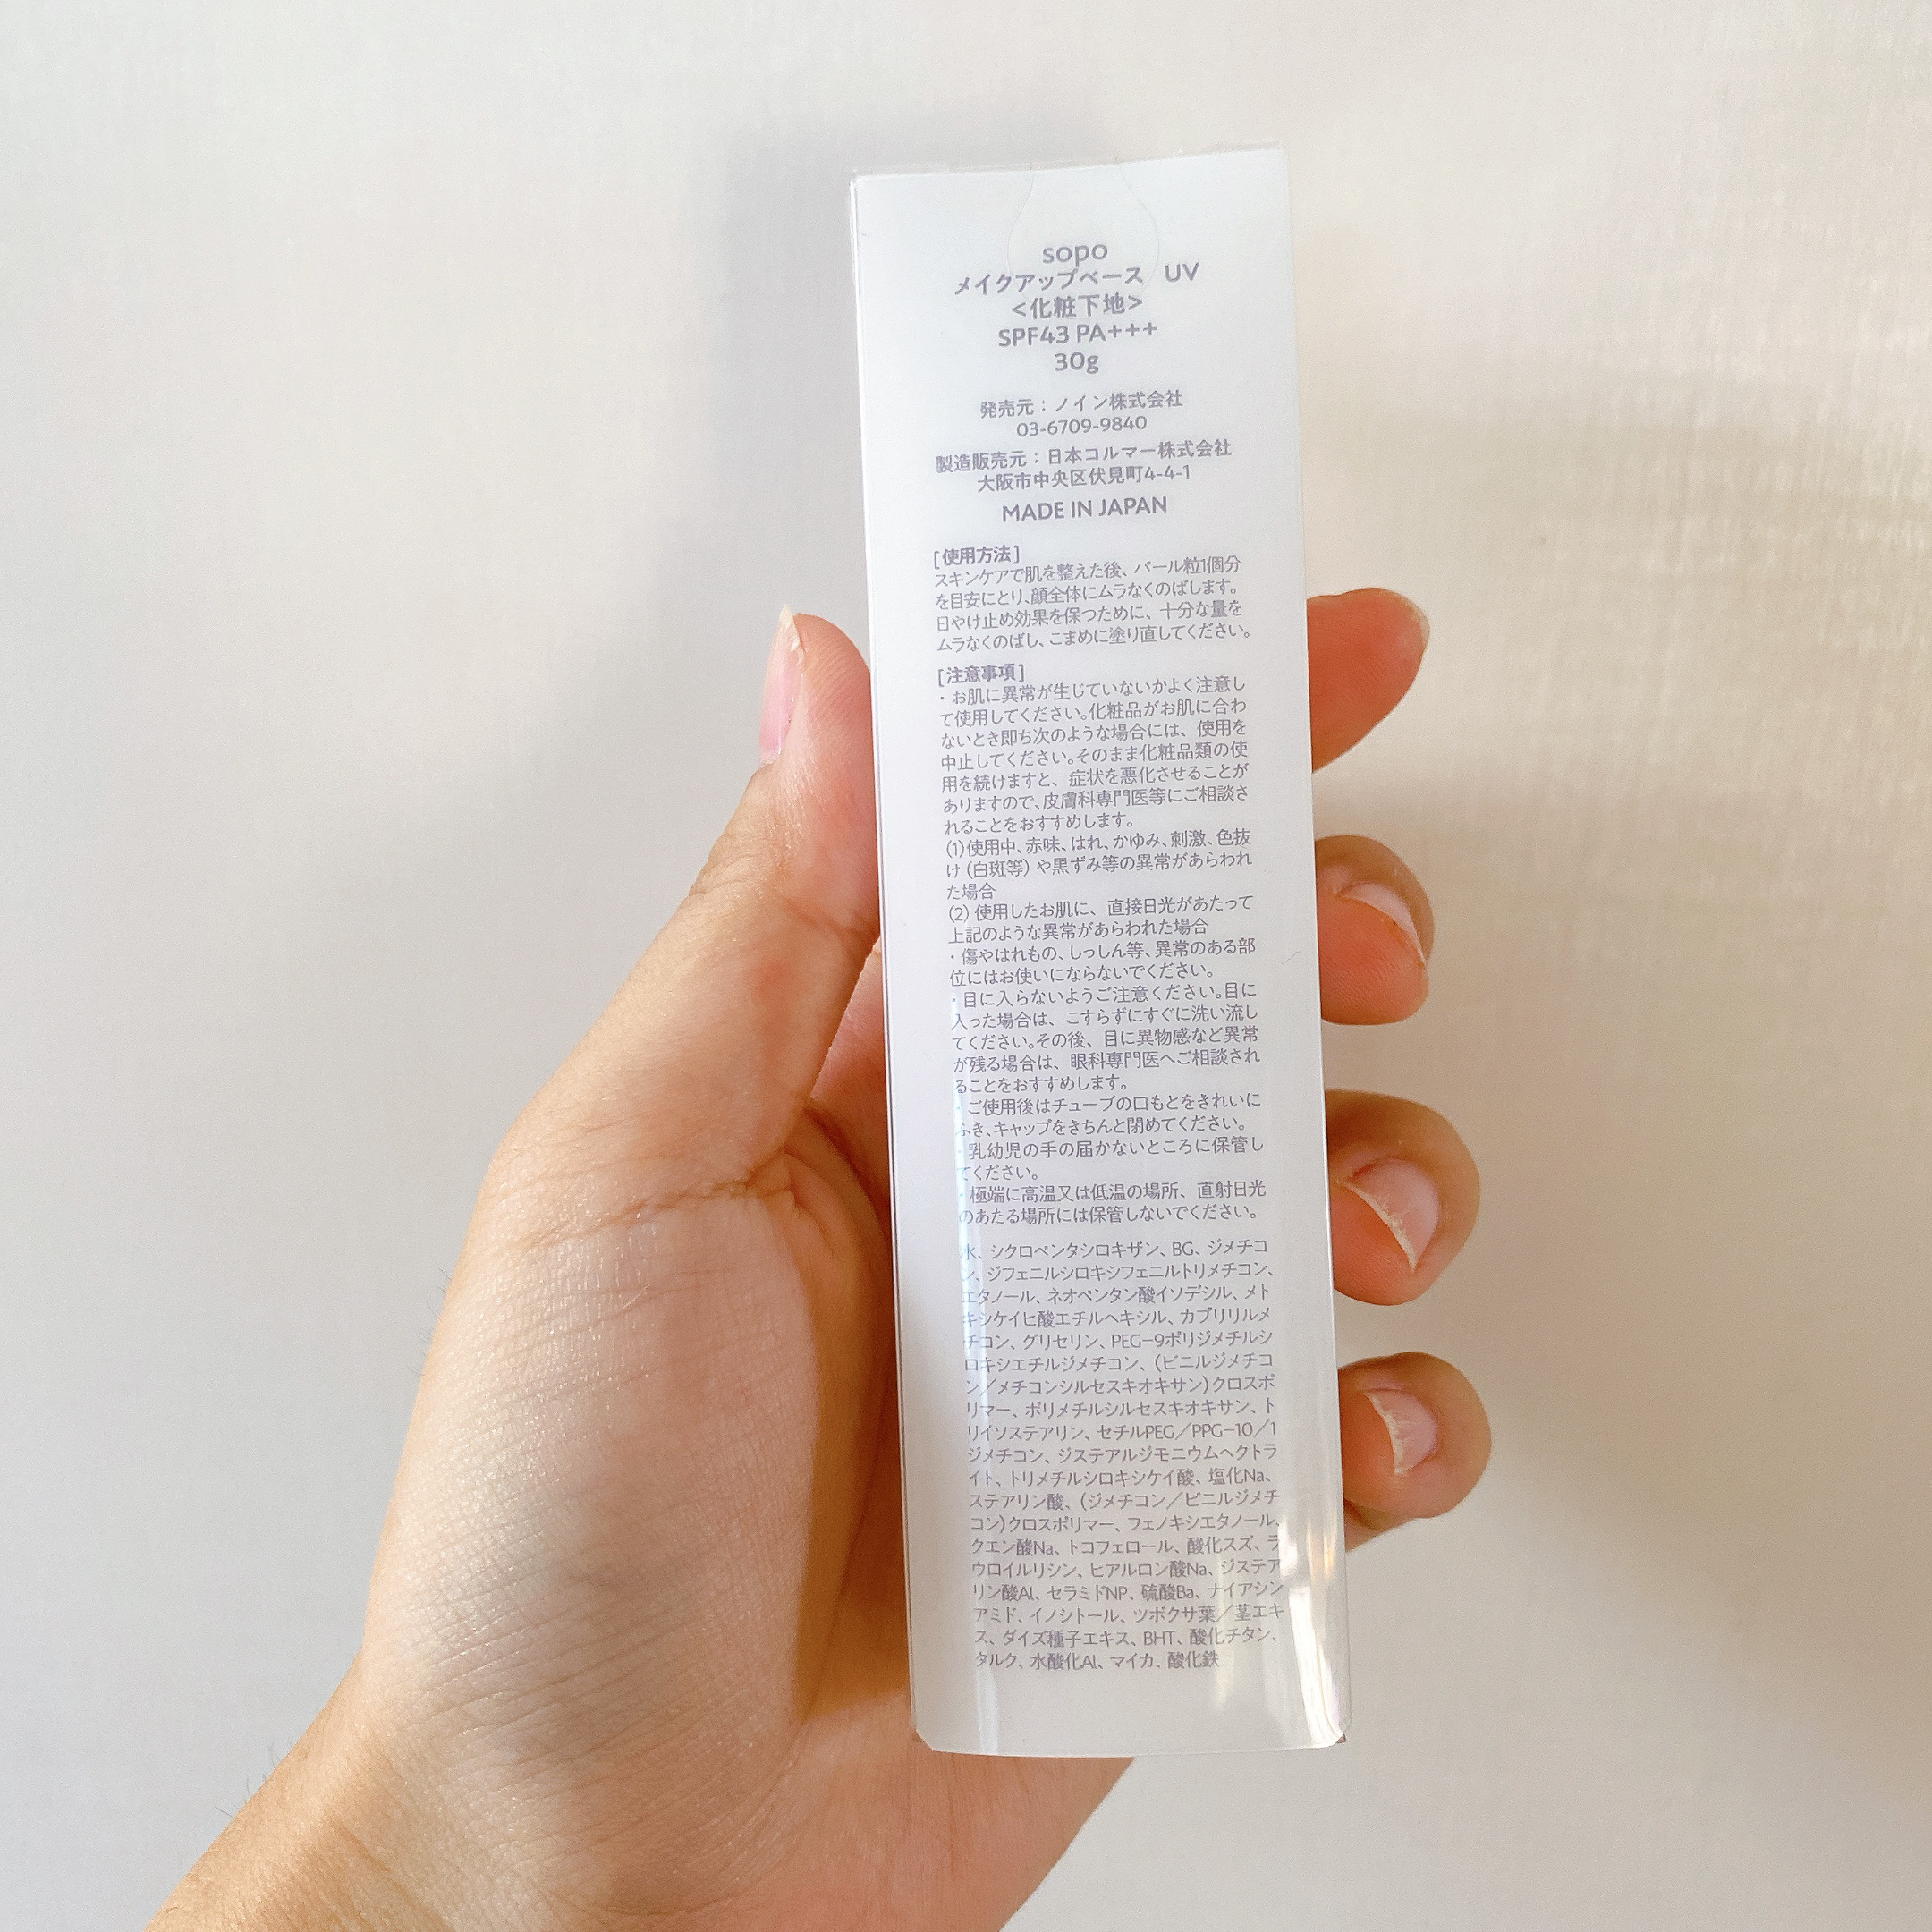 sopo
メイクアップベース　UV
<化粧下地>
SPF43 PA+++
30g
発売元：ノイン株式会社
03-6709-9840
製造販売元：日本コルマー株式会社
大阪市中央区伏見町4-4-1
MADE IN JAPAN
[使用方法]
スキンケアで肌を整えた後、パール粒1個分
を目安にとり、顔全体にムラなくのばします。
日やけ止め効果を保つために、十分な量を
ムラなくのばし、こまめに塗り直してください。
[注意事項]
・お肌に異常が生じていないかよく注意し
て使用してください。化粧品がお肌に合わ
ないとき即ち次のような場合には、使用を
中止してください。そのまま化粧品類の使
用を続けますと、症状を悪化させることが
ありますので、皮膚科専門医等にご相談さ
れることをおすすめします。
(1)使用中、赤味、はれ、かゆみ、刺激、色抜
け（白斑等）や黒ずみ等の異常があらわれ
た場合
(2) 使用したお肌に、直接日光があたって
上記のような異常があらわれた場合
・傷やはれもの、しっしん等、異常のある部
位にはお使いにならないでください。
・目に入らないようご注意ください。目に
入った場合は、こすらずにすぐに洗い流し
てください。その後、目に異物感など異常
が残る場合は、眼科専門医へご相談され
ることをおすすめします。
・ご使用後はチューブの口もとをきれいに
ふき、キャップをきちんと閉めてください。
・乳幼児の手の届かないところに保管し
てください。
・極端に高温又は低温の場所、直射日光
のあたる場所には保管しないでください。
水、シクロペンタシロキサン、BG、ジメチコ
ン、ジフェニルシロキシフェニルトリメチコン、
エタノール、ネオペンタン酸イソデシル、メト
キシケイヒ酸エチルヘキシル、カプリリルメ
チコン、グリセリン、PEG-9ポリジメチルシ
ロキシエチルジメチコン、（ビニルジメチコ
ン／メチコンシルセスキオキサン）クロスポ
リマー、ポリメチルシルセスキオキサン、ト
リイソステアリン、セチルPEG／PPG-10／1
ジメチコン、ジステアルジモニウムヘクトラ
イト、トリメチルシロキシケイ酸、塩化Na、
ステアリン酸、（ジメチコン／ビニルジメチ
コン）クロスポリマー、フェノキシエタノール、
クエン酸Na、トコフェロール、酸化スズ、ラ
ウロイルリシン、ヒアルロン酸Na、ジステア
リン酸Al、セラミドNP、硫酸Ba、ナイアシン
アミド、イノシトール、ツボクサ葉／茎エキ
ス、ダイズ種子エキス、BHT、酸化チタン、
タルク、水酸化Al、マイカ、酸化鉄